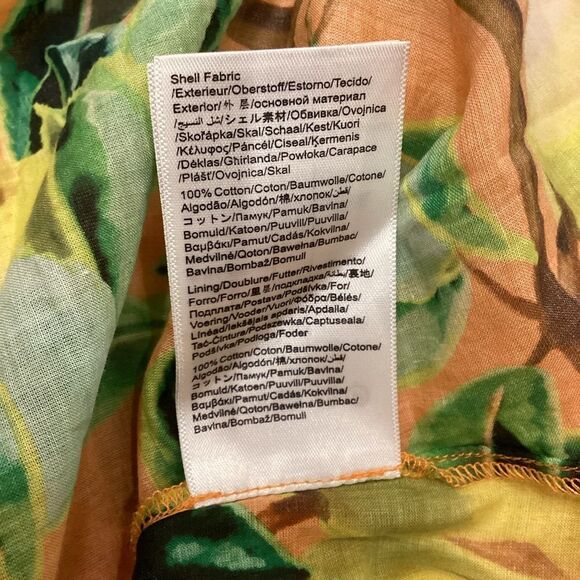 Shell Fabric
/Exterieur/Oberstoff/Estorno/Tecido/
Exterior/外 层/основной материал
/شل النسيج/シェル素材/Обвивка/Ovojnica
/Skořápka/Skal/Schaal/Kest/Kuori
/Κέλυφος/Páncél/Ciseal/Ķermenis
/Dėklas/Ghirlanda/Powłoka/Carapace
/Plášť/Ovojnica/Skal
100% Cotton/Coton/Baumwolle/Cotone/
Algodão/Algodón/棉/хлопок/قطن/
コットン/Памук/Pamuk/Bavlna/
Bomuld/Katoen/Puuvill/Puuvilla/
Βαμβάκι/Pamut/Cadás/Kokvilna/
Medvilnė/Qoton/Bawełna/Bumbac/
Bavlna/Bombaž/Bomull
Lining/Doublure/Futter/Rivestimento/
Forro/Forro/里 层/подкладка/بطانة/裏地/
Подплата/Postava/Podšívka/For/
Voering/Vooder/Vuori/Φόδρα/Bélés/
Línéad/Iekšējais apdare/Apdaila/
Taċ-Ċintura/Podszewka/Captuseala/
Podšívka/Podloga/Foder
100% Cotton/Coton/Baumwolle/Cotone/
Algodão/Algodón/棉/хлопок/قطن/
コットン/Памук/Pamuk/Bavlna/
Bomuld/Katoen/Puuvill/Puuvilla/
Βαμβάκι/Pamut/Cadás/Kokvilna/
Medvilnė/Qoton/Bawełna/Bumbac/
Bavlna/Bombaž/Bomull